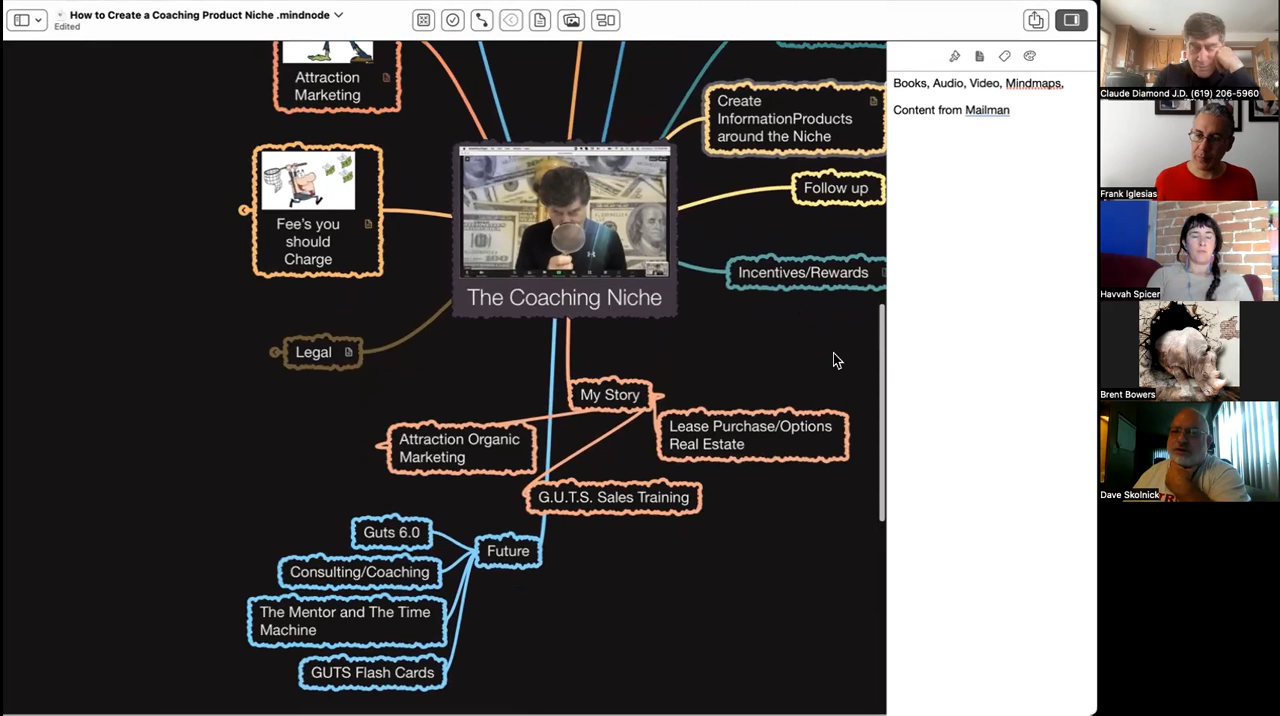 How to Create a Coaching Product Niche .mindnode
Edited
Attraction
Marketing
Create
InformationProducts
around the Niche
Follow up
Fee's you
should
Charge
Incentives/Rewards
The Coaching Niche
Legal
My Story
Lease Purchase/Options
Real Estate
Attraction Organic
Marketing
G.U.T.S. Sales Training
Guts 6.0
Future
Consulting/Coaching
The Mentor and The Time
Machine
GUTS Flash Cards
Books, Audio, Video, Mindmaps,
Content from Mailman
Claude Diamond J.D. (619) 206-5960
Frank Iglesias
Havvah Spicer
Brent Bowers
Dave Skolnick